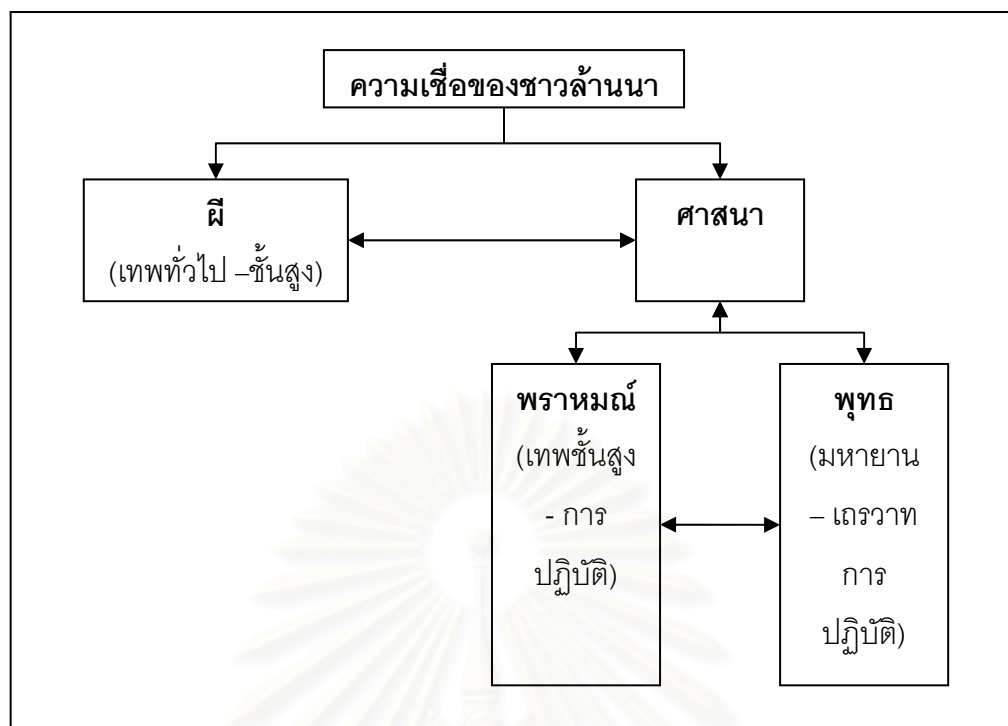 ความเชื่อของชาวล้านนา
ผี
(เทพทั่วไป –ชั้นสูง)
ศาสนา
พราหมณ์
(เทพชั้นสูง
- การ
ปฏิบัติ)
พุทธ
(มหายาน
– เถรวาท
การ
ปฏิบัติ)